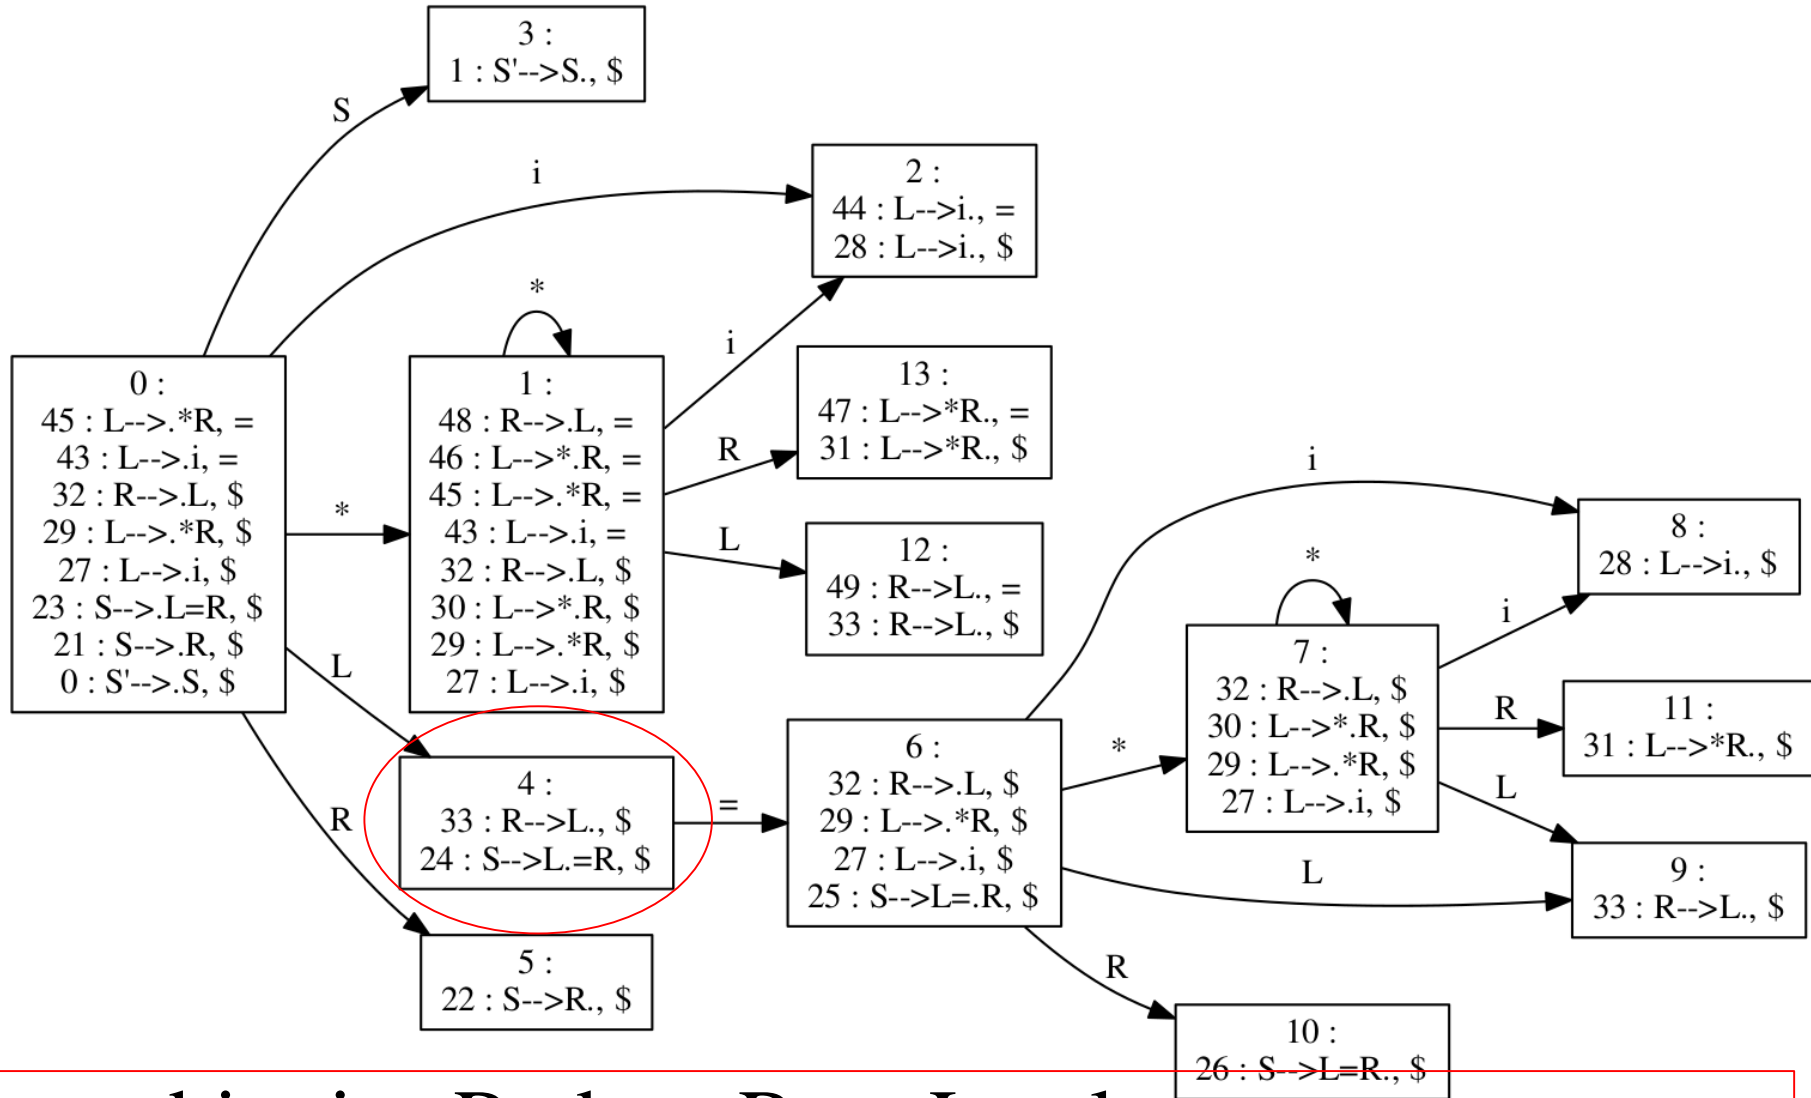 3 :
1 : S'-->S., $
S
i
2 :
44 : L-->i., =
28 : L-->i., $
*
i
0 :
45 : L-->.*R, =
43 : L-->.i, =
32 : R-->.L, $
29 : L-->.*R, $
27 : L-->.i, $
23 : S-->.L=R, $
21 : S-->.R, $
0 : S'-->.S, $
*
1 :
48 : R-->.L, =
46 : L-->*.R, =
45 : L-->.*R, =
43 : L-->.i, =
32 : R-->.L, $
30 : L-->*.R, $
29 : L-->.*R, $
27 : L-->.i, $
R
13 :
47 : L-->*R., =
31 : L-->*R., $
L
12 :
49 : R-->L., =
33 : R-->L., $
L
4 :
33 : R-->L., $
24 : S-->L.=R, $
=
R
5 :
22 : S-->R., $
6 :
32 : R-->.L, $
29 : L-->.*R, $
27 : L-->.i, $
25 : S-->L=.R, $
i
*
*
7 :
32 : R-->.L, $
30 : L-->*.R, $
29 : L-->.*R, $
27 : L-->.i, $
i
8 :
28 : L-->i., $
R
11 :
31 : L-->*R., $
L
L
9 :
33 : R-->L., $
R
10 :
26 : S-->L=R., $